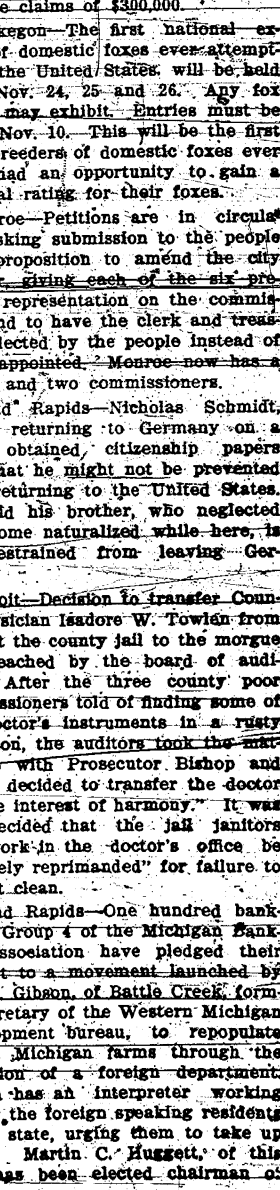 e claims of $300,000.
kegon—The first national ex-
of domestic foxes ever attempt-
the United States, will be held
Nov. 24, 25 and 26. Any fox
may exhibit. Entries must be
Nov. 10. This will be the first
reeders of domestic foxes ever
had an opportunity to gain a
al rating for their foxes.
roe—Petitions are in circula-
sking submission to the people
proposition to amend the city
r giving each of the six pre-
representation on the commis-
nd to have the clerk and treas-
lected by the people instead of
appointed. Monroe now has a
and two commissioners.
nd Rapids—Nicholas Schmidt,
returning to Germany on a
obtained citizenship papers
hat he might not be prevented
returning to the United States.
id his brother, who neglected
ome naturalized while here, is
estrained from leaving Ger-
oit—Decision to transfer Coun-
ysician Isadore W. Towlen from
t the county jail to the morgue
eached by the board of audi-
After the three county poor
ssioners told of finding some of
octor's instruments in a rusty
on, the auditors took the mat-
with Prosecutor Bishop and
decided to transfer the doctor
e interest of harmony." It was
ecided that the jail janitors
ork in the doctor's office be
ely reprimanded" for failure to
t clean.
nd Rapids—One hundred bank-
Group 4 of the Michigan Bank-
ssociation have pledged their
t to a movement launched by
Gibson, of Battle Creek, form-
retary of the Western Michigan
opment bureau, to repopulate
Michigan farms through the
ion of a foreign department.
has an interpreter working
the foreign speaking residents
state, urging them to take up
Martin C. Huggett, of this
has been elected chairman of